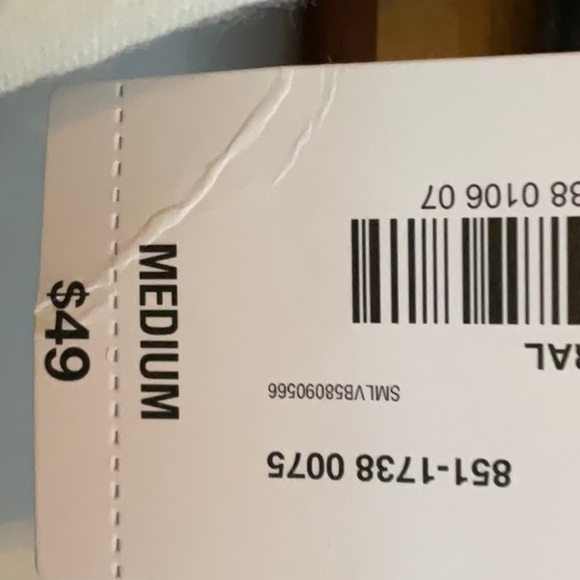 851-1738 0075
SMLVB58090566
RAL
38 0106 07
MEDIUM
$49